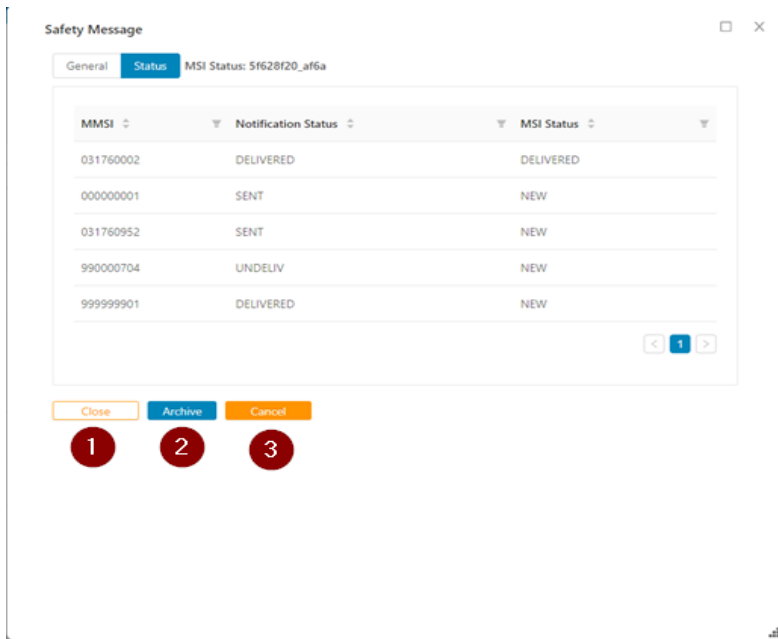 Safety Message
General Status MSI Status: 5f628f20_af6a
MMSI Notification Status MSI Status
031760002 DELIVERED DELIVERED
000000001 SENT NEW
031760952 SENT NEW
990000704 UNDELIV NEW
999999901 DELIVERED NEW
< 1 >
Close Archive Cancel
1 2 3